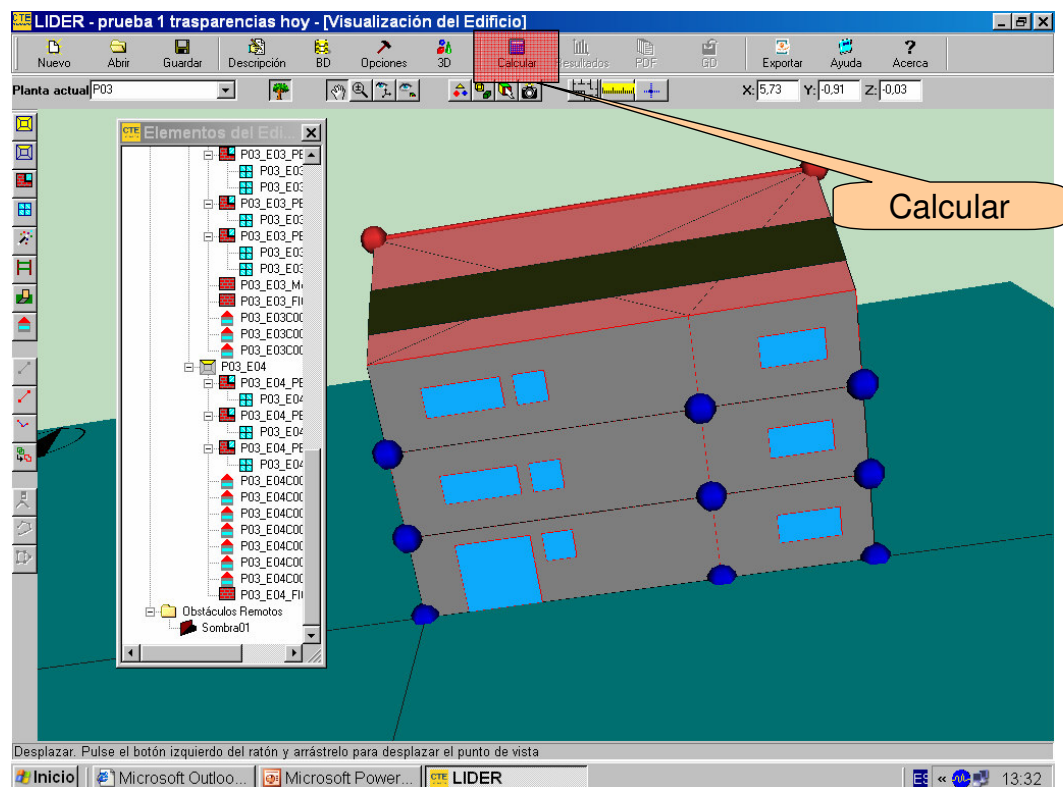 LIDER - prueba 1 trasparencias hoy - [Visualización del Edificio]
Nuevo Abrir Guardar Descripción BD Opciones 3D Calcular Resultados PDF GD Exportar Ayuda Acerca
Planta actual P03 X: 5,73 Y: -0,91 Z: -0,03
CTE Elementos del Edi...
P03_E03_PE
P03_E03
P03_E03
P03_E03_PE
P03_E03
P03_E03_PE
P03_E03
P03_E03
P03_E03_Me
P03_E03_FI
P03_E03C00
P03_E03C00
P03_E03C00
P03_E04
P03_E04_PE
P03_E04
P03_E04_PE
P03_E04
P03_E04_PE
P03_E04
P03_E04C00
P03_E04C00
P03_E04C00
P03_E04C00
P03_E04C00
P03_E04C00
P03_E04C00
P03_E04_FI
Obstáculos Remotos
Sombra01
Calcular
Desplazar. Pulse el botón izquierdo del ratón y arrástrelo para desplazar el punto de vista
Inicio Microsoft Outloo... Microsoft Power... CTE LIDER ES « 13:32